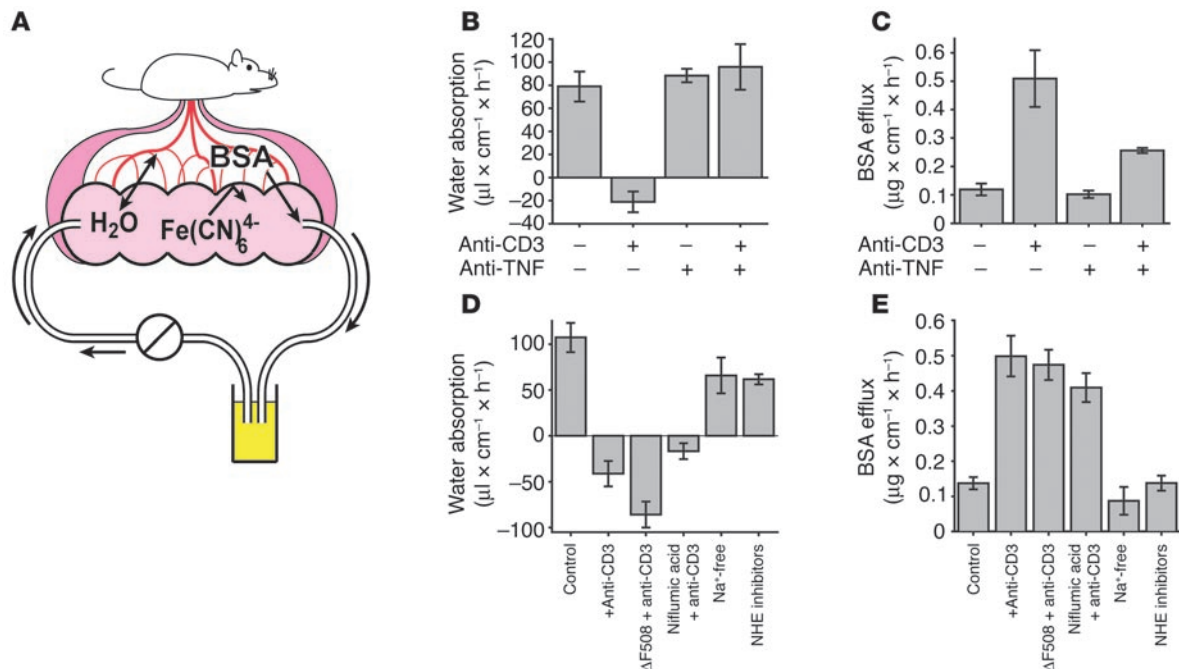 A
BSA
H₂O
Fe(CN)₆⁴⁻
B
Water absorption
(µl × cm⁻¹ × h⁻¹)
120
100
80
60
40
20
0
−20
−40
Anti-CD3 − + − +
Anti-TNF − − + +
C
BSA efflux
(µg × cm⁻¹ × h⁻¹)
0.6
0.5
0.4
0.3
0.2
0.1
0
Anti-CD3 − + − +
Anti-TNF − − + +
D
Water absorption
(µl × cm⁻¹ × h⁻¹)
100
50
0
−50
−100
Control
+Anti-CD3
ΔF508 + anti-CD3
Niflumic acid
+ anti-CD3
Na⁺-free
NHE inhibitors
E
BSA efflux
(µg × cm⁻¹ × h⁻¹)
0.6
0.5
0.4
0.3
0.2
0.1
0
Control
+Anti-CD3
ΔF508 + anti-CD3
Niflumic acid
+ anti-CD3
Na⁺-free
NHE inhibitors